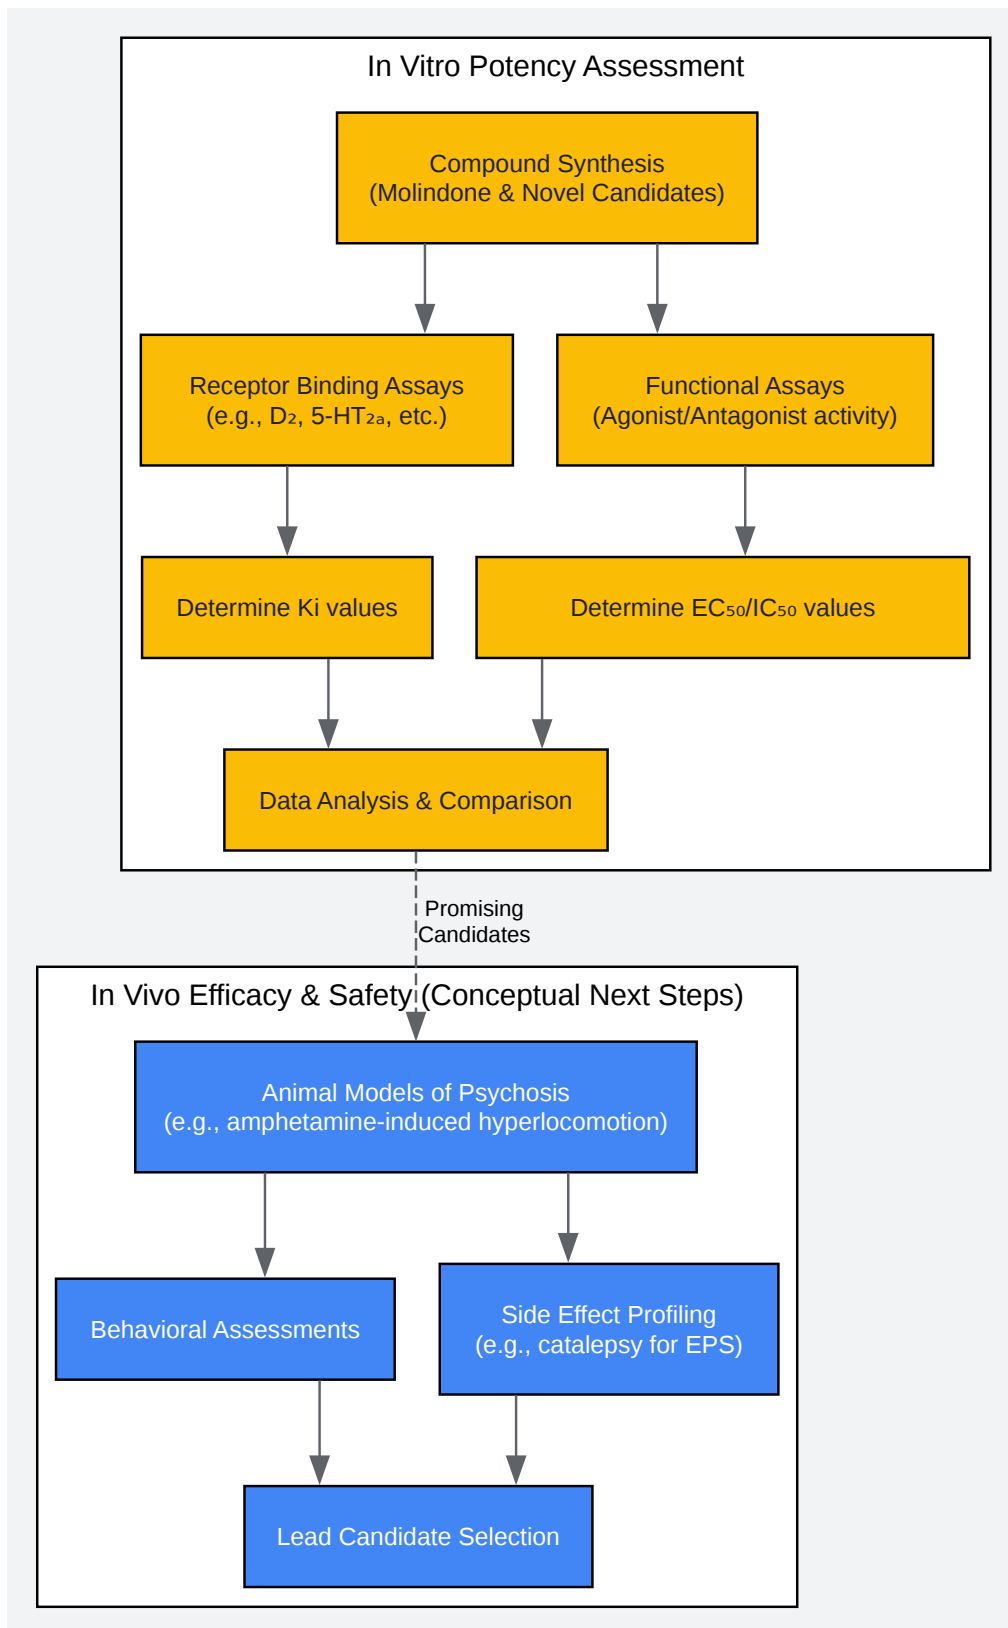 In Vitro Potency Assessment
Compound Synthesis
(Molindone & Novel Candidates)
Receptor Binding Assays
(e.g., D₂, 5-HT₂ₐ, etc.)
Functional Assays
(Agonist/Antagonist activity)
Determine Ki values
Determine EC₅₀/IC₅₀ values
Data Analysis & Comparison
Promising
Candidates
In Vivo Efficacy & Safety (Conceptual Next Steps)
Animal Models of Psychosis
(e.g., amphetamine-induced hyperlocomotion)
Behavioral Assessments
Side Effect Profiling
(e.g., catalepsy for EPS)
Lead Candidate Selection